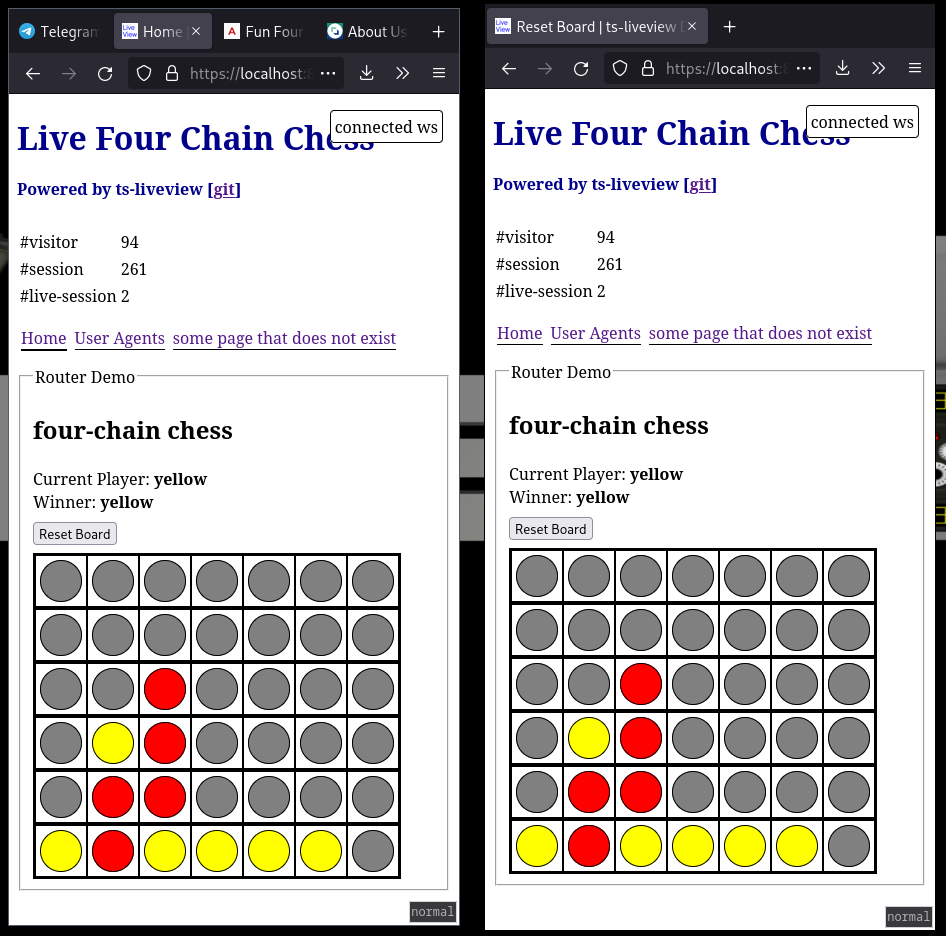 Telegram
Home
Fun Four
About Us
https://localhost:8
Live Four Chain Chess
connected ws
Powered by ts-liveview [git]
#visitor 94
#session 261
#live-session 2
Home User Agents some page that does not exist
Router Demo
four-chain chess
Current Player: yellow
Winner: yellow
Reset Board
normal
Reset Board | ts-liveview
https://localhost:8
Live Four Chain Chess
connected ws
Powered by ts-liveview [git]
#visitor 94
#session 261
#live-session 2
Home User Agents some page that does not exist
Router Demo
four-chain chess
Current Player: yellow
Winner: yellow
Reset Board
normal